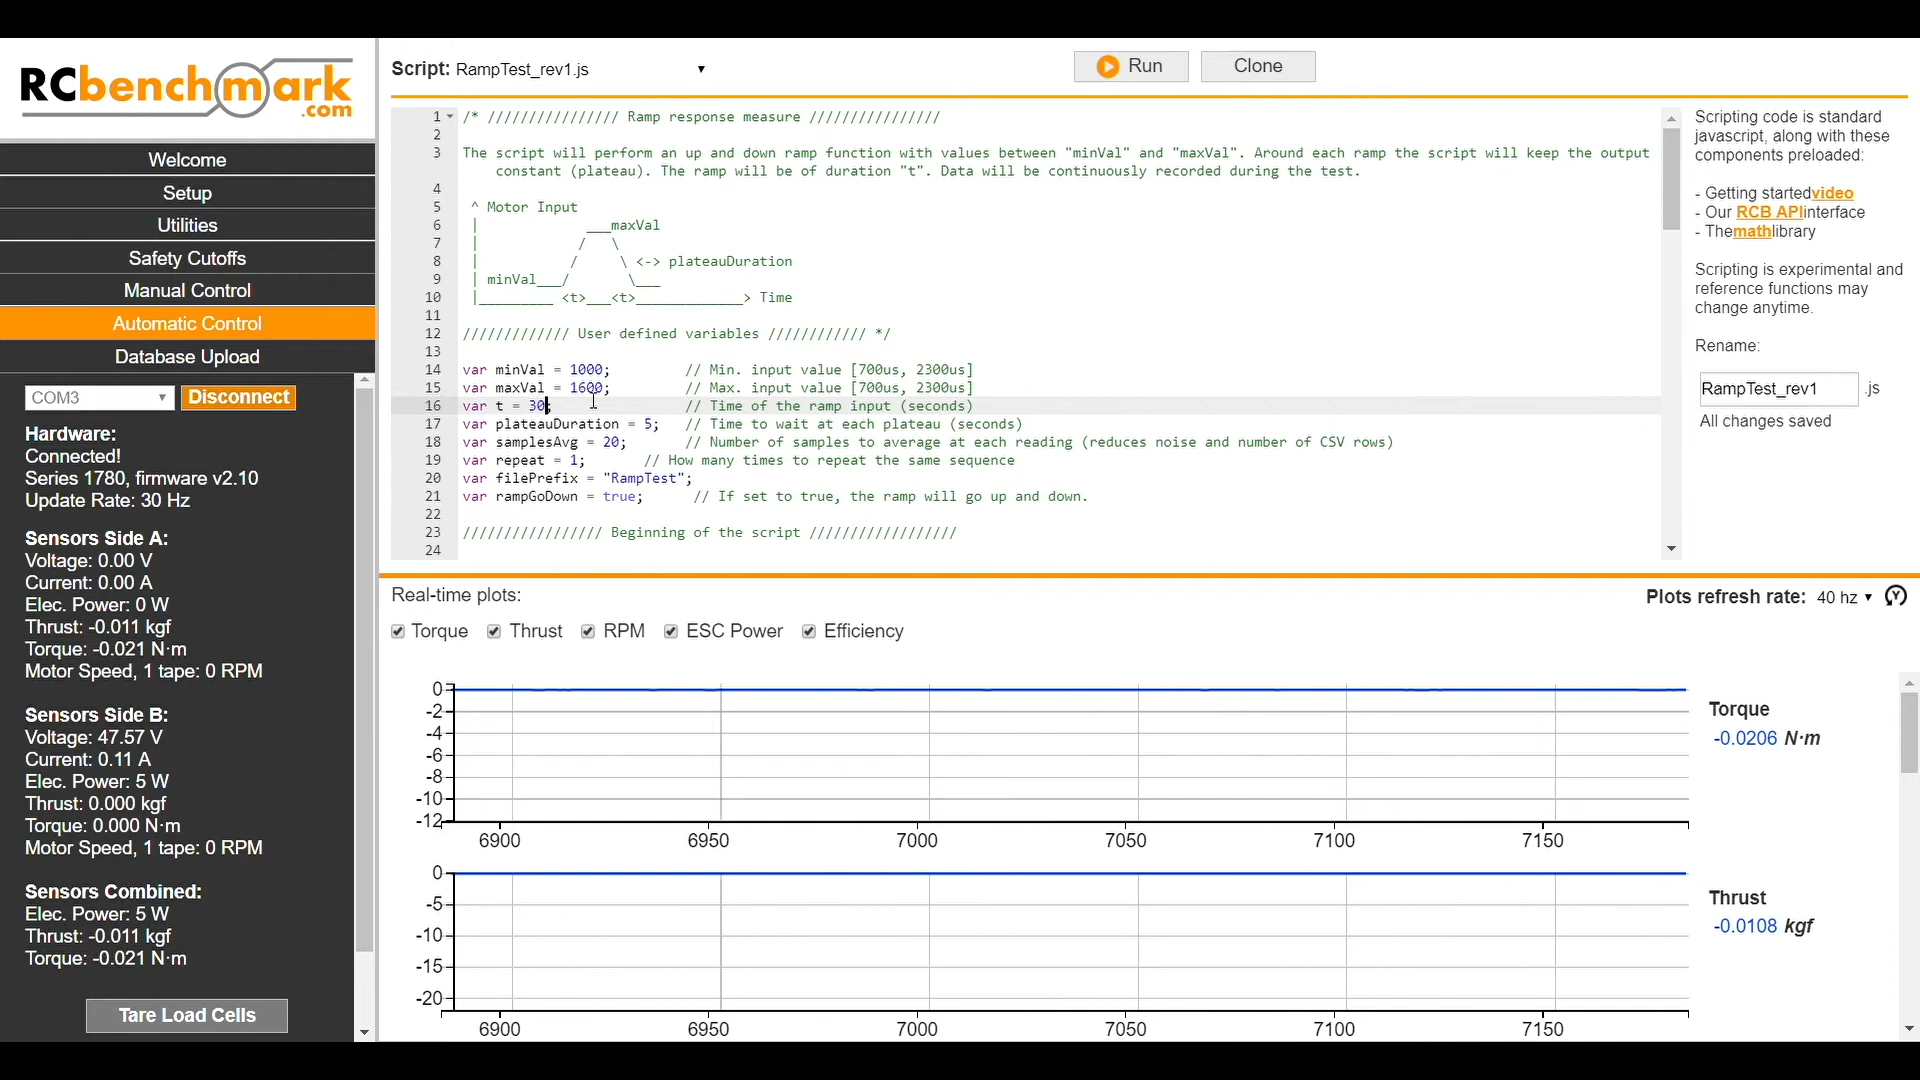 RCbenchmark
.com
Welcome
Setup
Utilities
Safety Cutoffs
Manual Control
Automatic Control
Database Upload
COM3 ▼ Disconnect
Hardware:
Connected!
Series 1780, firmware v2.10
Update Rate: 30 Hz
Sensors Side A:
Voltage: 0.00 V
Current: 0.00 A
Elec. Power: 0 W
Thrust: -0.011 kgf
Torque: -0.021 N·m
Motor Speed, 1 tape: 0 RPM
Sensors Side B:
Voltage: 47.57 V
Current: 0.11 A
Elec. Power: 5 W
Thrust: 0.000 kgf
Torque: 0.000 N·m
Motor Speed, 1 tape: 0 RPM
Sensors Combined:
Elec. Power: 5 W
Thrust: -0.011 kgf
Torque: -0.021 N·m
Tare Load Cells
Script: RampTest_rev1.js ▼
Run Clone
1 /* //////////////// Ramp response measure ////////////////
2
3 The script will perform an up and down ramp function with values between "minVal" and "maxVal". Around each ramp the script will keep the output
constant (plateau). The ramp will be of duration "t". Data will be continuously recorded during the test.
4
5 ^ Motor Input
6 |             ___maxVal
7 |            /   \
8 |           /     \ <-> plateauDuration
9 | minVal___/       \___
10 |_________ <t>___<t>_____________> Time
11
12 ///////////// User defined variables //////////// */
13
14 var minVal = 1000;         // Min. input value [700us, 2300us]
15 var maxVal = 1600;         // Max. input value [700us, 2300us]
16 var t = 30;                // Time of the ramp input (seconds)
17 var plateauDuration = 5;   // Time to wait at each plateau (seconds)
18 var samplesAvg = 20;       // Number of samples to average at each reading (reduces noise and number of CSV rows)
19 var repeat = 1;       // How many times to repeat the same sequence
20 var filePrefix = "RampTest";
21 var rampGoDown = true;      // If set to true, the ramp will go up and down.
22
23 ///////////////// Beginning of the script //////////////////
24
Scripting code is standard
javascript, along with these
components preloaded:
- Getting startedvideo
- Our RCB APIinterface
- Themathlibrary
Scripting is experimental and
reference functions may
change anytime.
Rename:
RampTest_rev1 .js
All changes saved
Real-time plots:
Plots refresh rate: 40 hz ▼
Torque Thrust RPM ESC Power Efficiency
0
-2
-4
-6
-8
-10
-12
6900 6950 7000 7050 7100 7150
Torque
-0.0206 N·m
0
-5
-10
-15
-20
6900 6950 7000 7050 7100 7150
Thrust
-0.0108 kgf